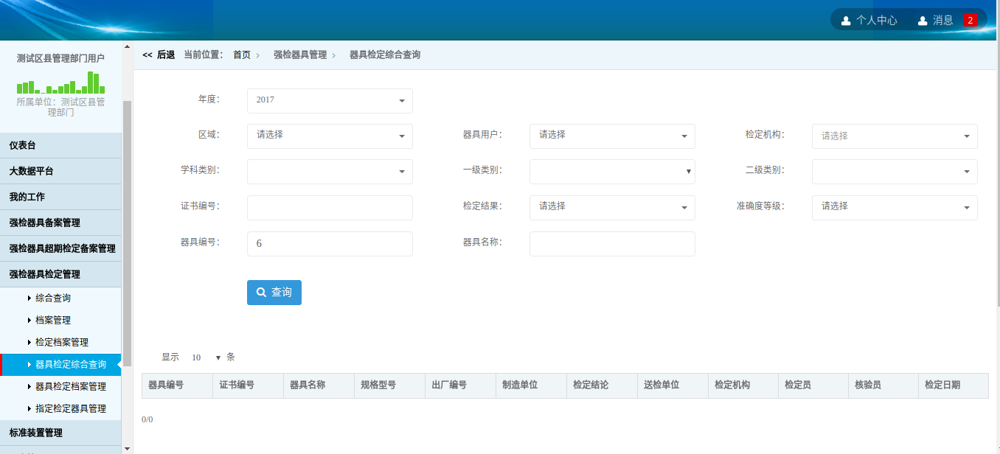 个人中心 消息 2
测试区县管理部门用户
所属单位：测试区县管
理部门
仪表台
大数据平台
我的工作
强检器具备案管理
强检器具超期检定备案管理
强检器具检定管理
综合查询
档案管理
检定档案管理
器具检定综合查询
器具检定档案管理
指定检定器具管理
标准装置管理
<< 后退 当前位置： 首页 > 强检器具管理 > 器具检定综合查询
年度： 2017
区域： 请选择 器具用户： 请选择 检定机构： 请选择
学科类别： 一级类别： 二级类别：
证书编号： 检定结果： 请选择 准确度等级： 请选择
器具编号： 6 器具名称：
查询
显示 10 条
器具编号 证书编号 器具名称 规格型号 出厂编号 制造单位 检定结论 送检单位 检定机构 检定员 核验员 检定日期
0/0